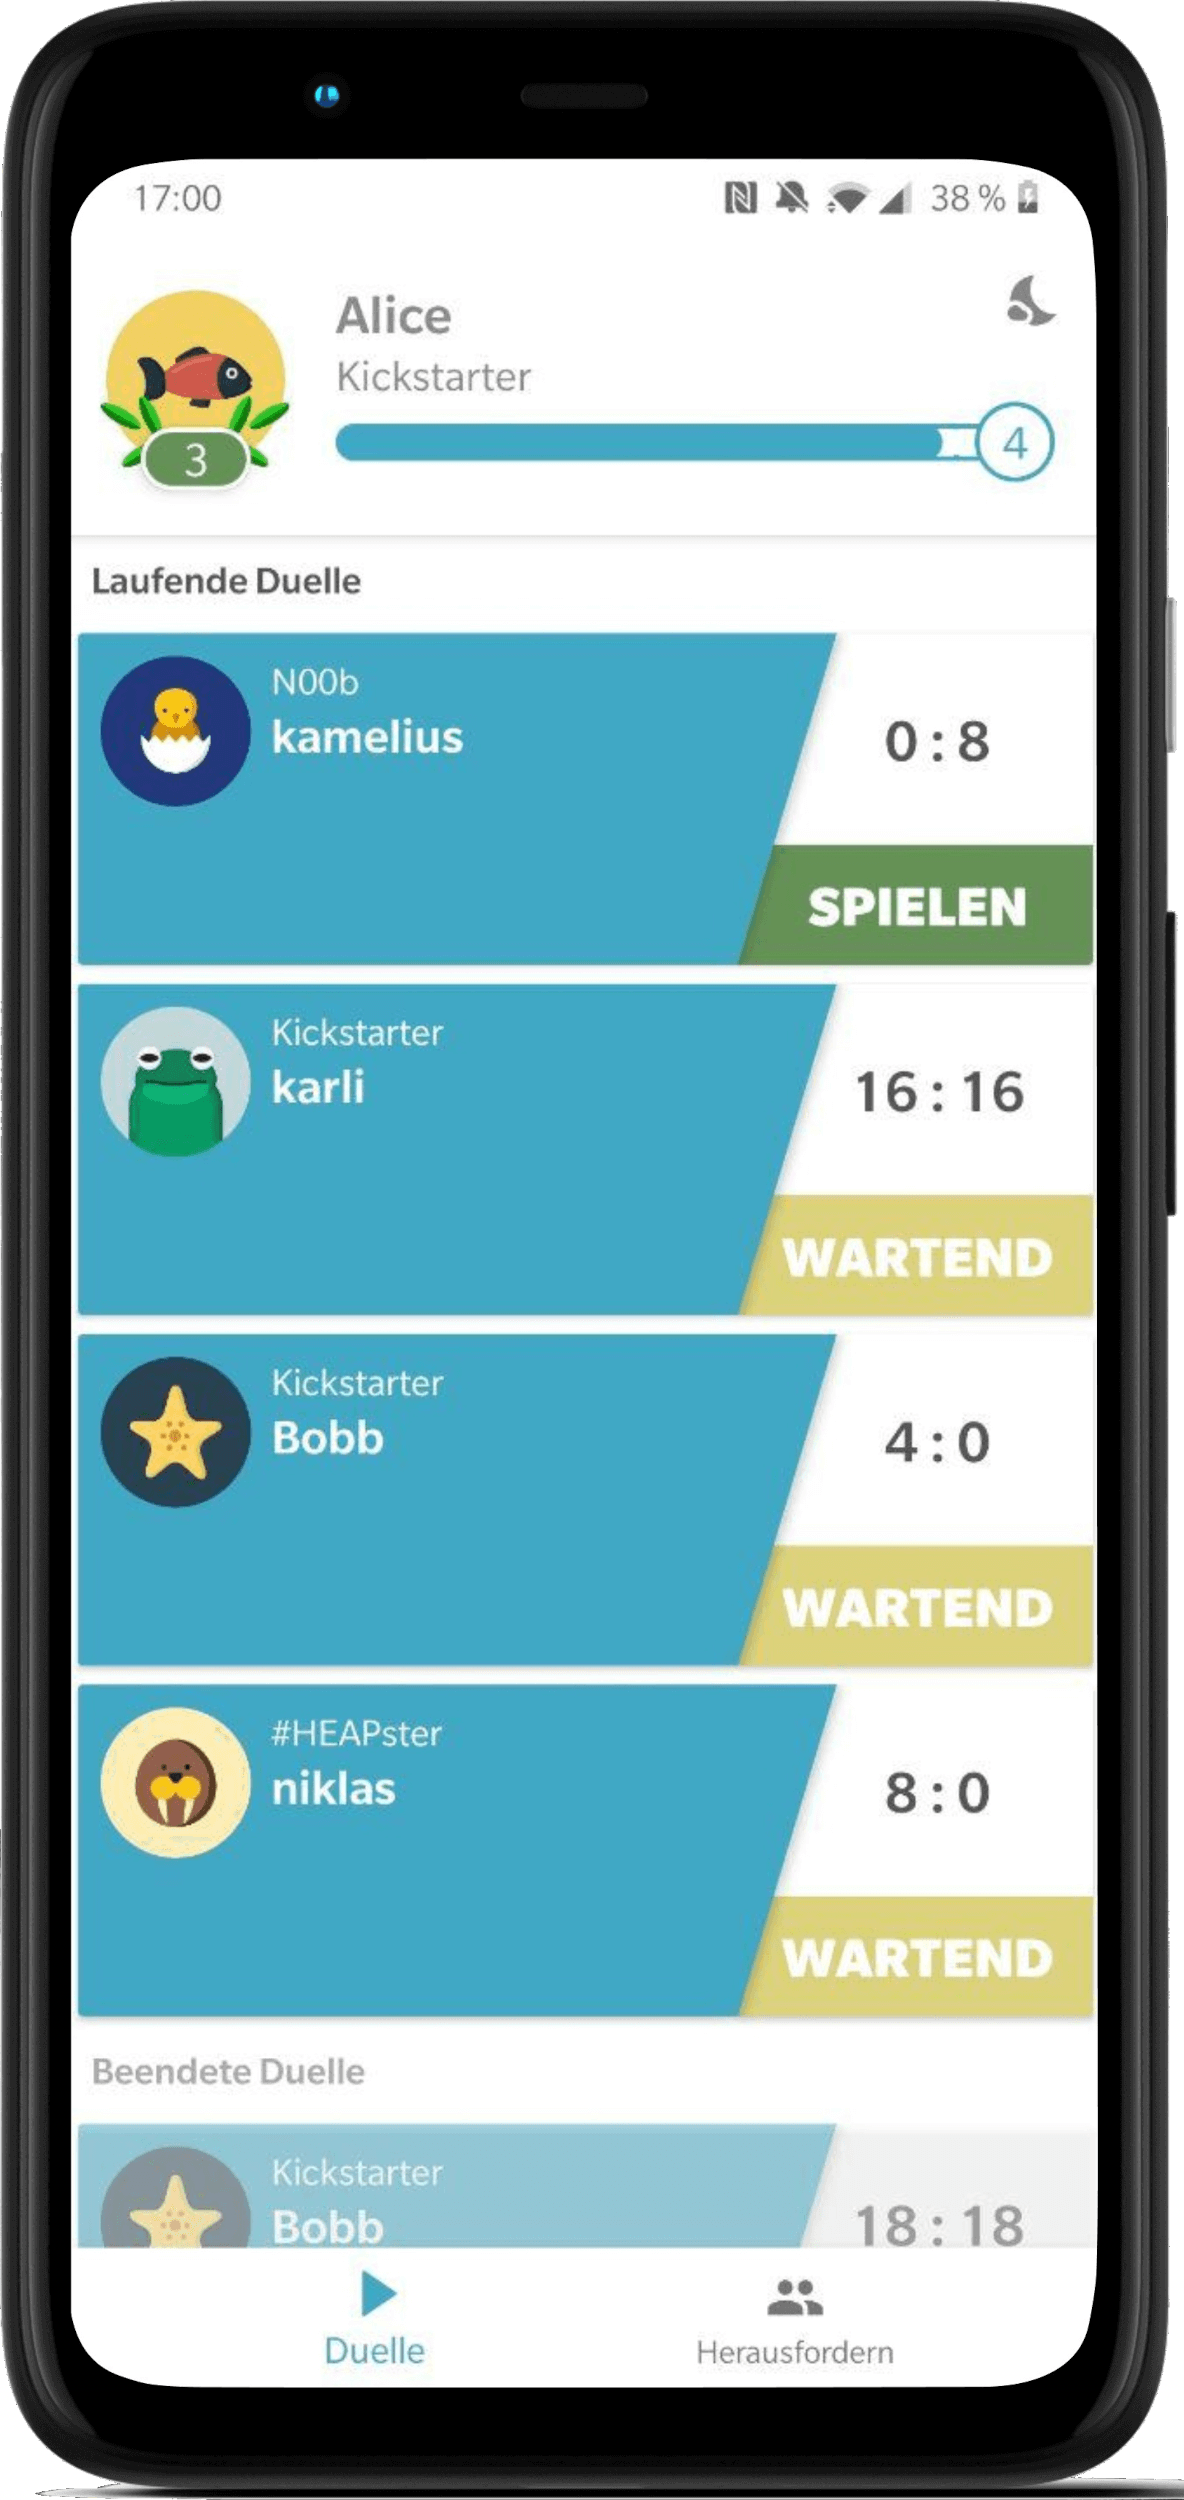 17:00 38 %
Alice
Kickstarter
3
4
Laufende Duelle
N00b
kamelius
0 : 8
SPIELEN
Kickstarter
karli
16 : 16
WARTEND
Kickstarter
Bobb
4 : 0
WARTEND
#HEAPster
niklas
8 : 0
WARTEND
Beendete Duelle
Kickstarter
Bobb
18 : 18
Duelle
Herausfordern